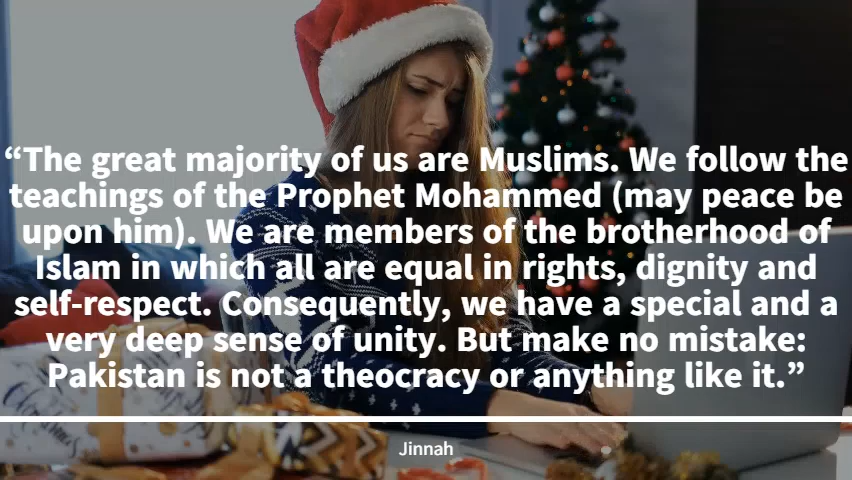 “The great majority of us are Muslims. We follow the
teachings of the Prophet Mohammed (may peace be
upon him). We are members of the brotherhood of
Islam in which all are equal in rights, dignity and
self-respect. Consequently, we have a special and a
very deep sense of unity. But make no mistake:
Pakistan is not a theocracy or anything like it.”
Jinnah
Christmas